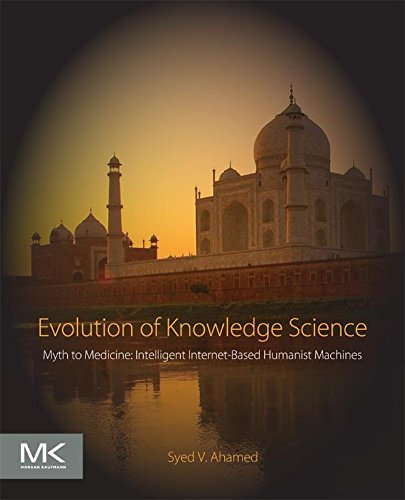 Evolution of Knowledge Science
Myth to Medicine: Intelligent Internet-Based Humanist Machines
MK
MORGAN KAUFMANN
Syed V. Ahamed